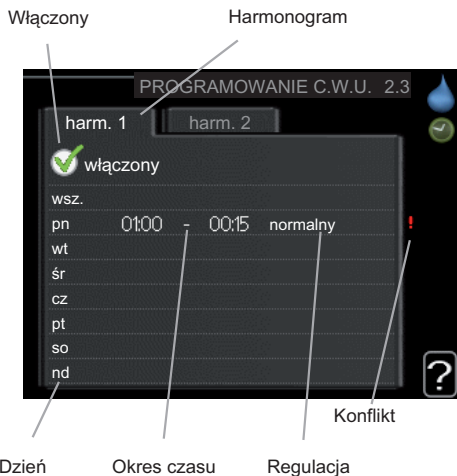 Włączony Harmonogram
PROGRAMOWANIE C.W.U. 2.3
harm. 1 harm. 2
włączony
wsz.
pn 01:00 - 00:15 normalny !
wt
śr
cz
pt
so
nd
?
Konflikt
Dzień Okres czasu Regulacja